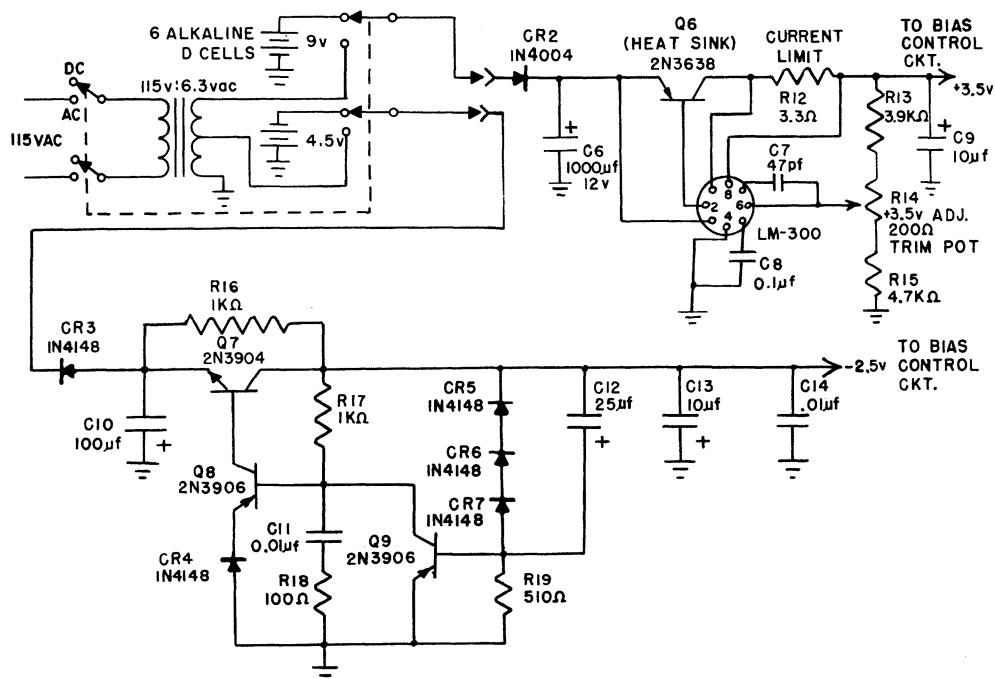 6 ALKALINE
D CELLS
9v
DC
AC
115VAC
115v:6.3vac
4.5v
CR2
1N4004
Q6
(HEAT SINK)
2N3638
CURRENT
LIMIT
R12
3.3Ω
TO BIAS
CONTROL
CKT.
+3.5v
R13
3.9KΩ
+
C9
10µf
+
C6
1000µf
12v
C7
47pf
8
2
6
4
LM-300
C8
0.1µf
R14
+3.5v ADJ.
200Ω
TRIM POT
R15
4.7KΩ
R16
1KΩ
CR3
1N4148
Q7
2N3904
TO BIAS
CONTROL
CKT.
-2.5v
C10
100µf
+
R17
1KΩ
CR5
1N4148
C12
25µf
+
C13
10µf
+
C14
.01µf
CR6
1N4148
Q8
2N3906
CR7
1N4148
C11
0.01µf
Q9
2N3906
CR4
1N4148
R18
100Ω
R19
510Ω